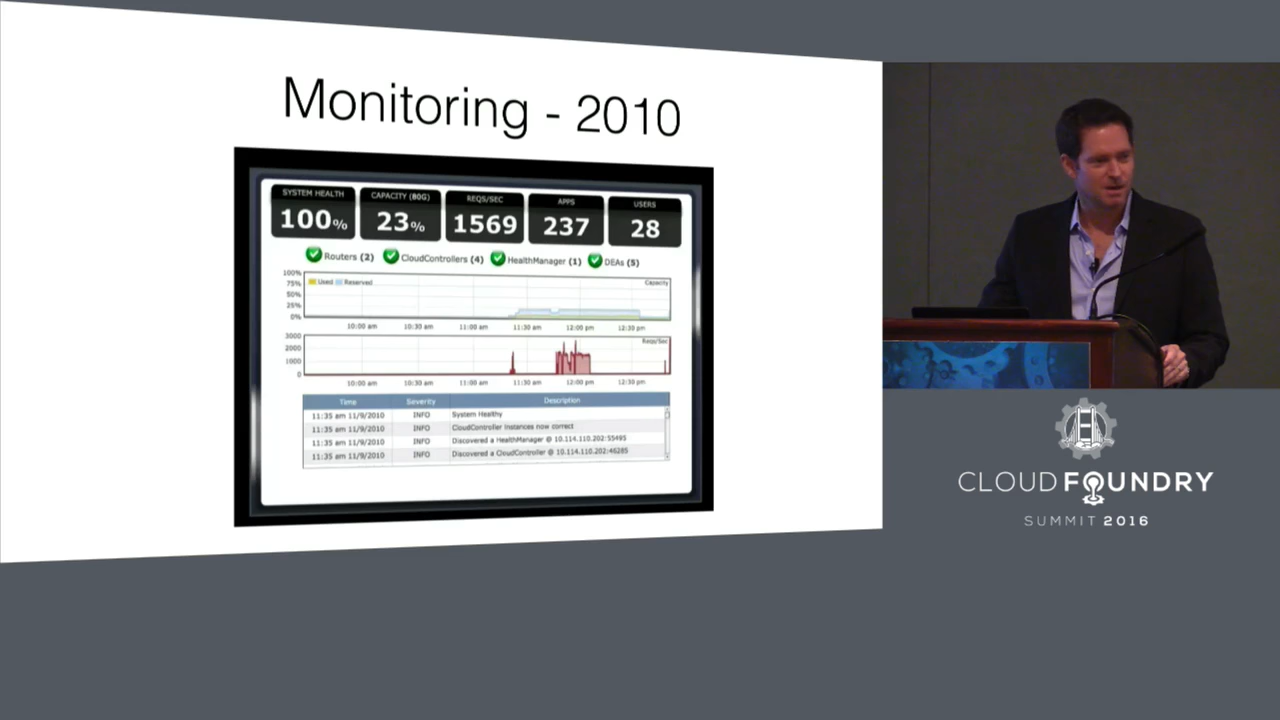 Monitoring - 2010
SYSTEM HEALTH CAPACITY (80G) REQS/SEC APPS USERS
100% 23% 1569 237 28
Routers (2) CloudControllers (4) HealthManager (1) DEAs (5)
100% Used Reserved Capacity
75%
50%
25%
0%
10:00 am 10:30 am 11:00 am 11:30 am 12:00 pm 12:30 pm
3000 Reqs/Sec
2000
1000
0
10:00 am 10:30 am 11:00 am 11:30 am 12:00 pm 12:30 pm
Time Severity Description
11:35 am 11/9/2010 INFO System Healthy
11:35 am 11/9/2010 INFO CloudController instances now correct
11:35 am 11/9/2010 INFO Discovered a HealthManager @ 10.114.110.202:55495
11:35 am 11/9/2010 INFO Discovered a CloudController @ 10.114.110.202:46285
CLOUD FOUNDRY
SUMMIT 2016